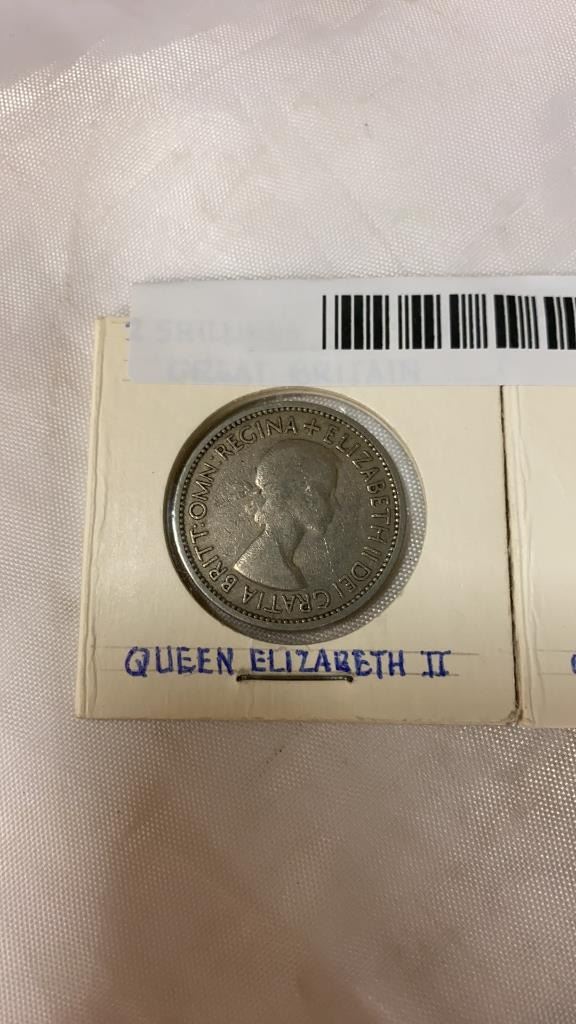 GREAT BRITAIN
+ ELIZABETH II DEI GRATIA BRITT: OMN: REGINA
QUEEN ELIZABETH II